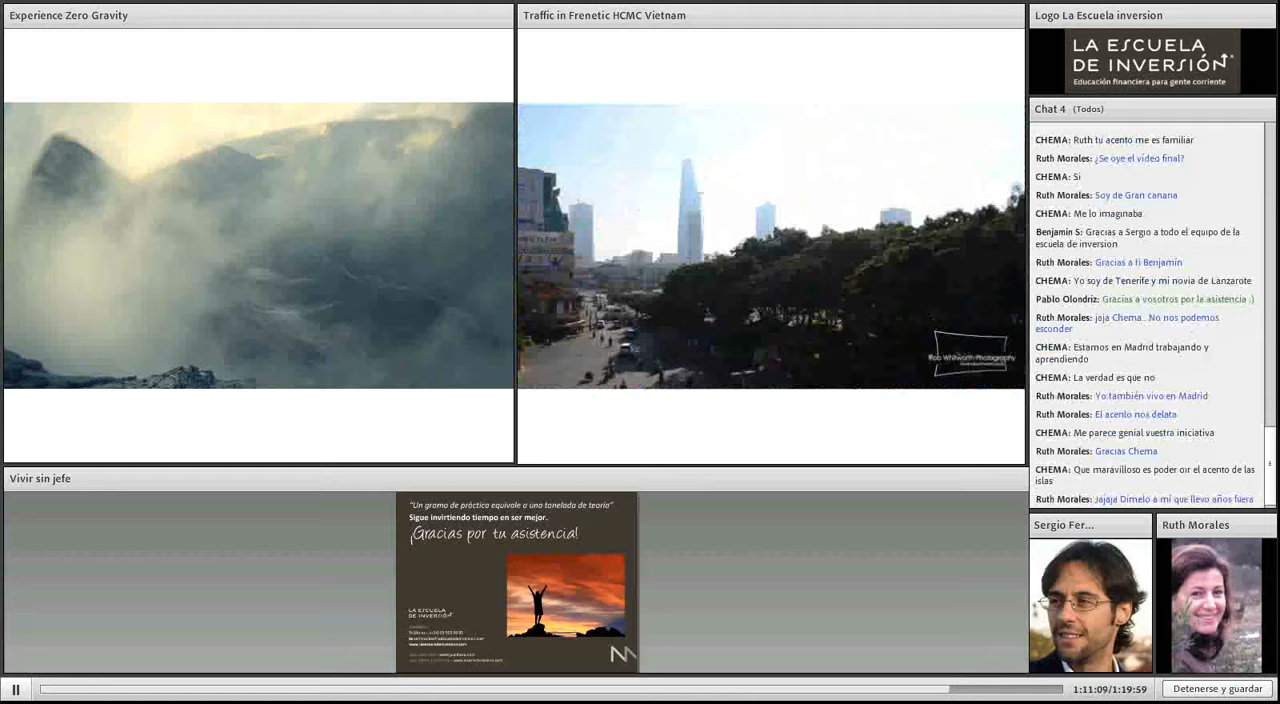 Experience Zero Gravity
Traffic in Frenetic HCMC Vietnam
Rob Whitworth Photography
Logo La Escuela inversion
LA ESCUELA
DE INVERSIÓN
Educación financiera para gente corriente
Chat 4 (Todos)
CHEMA: Ruth tu acento me es familiar
Ruth Morales: ¿Se oye el vídeo final?
CHEMA: Si
Ruth Morales: Soy de Gran canaria
CHEMA: Me lo imaginaba
Benjamin S: Gracias a Sergio a todo el equipo de la
escuela de inversion
Ruth Morales: Gracias a ti Benjamín
CHEMA: Yo soy de Tenerife y mi novia de Lanzarote
Pablo Olondriz: Gracias a vosotros por la asistencia :)
Ruth Morales: jaja Chema.. No nos podemos
esconder
CHEMA: Estamos en Madrid trabajando y
aprendiendo
CHEMA: La verdad es que no
Ruth Morales: Yo también vivo en Madrid
Ruth Morales: El acento nos delata
CHEMA: Me parece genial vuestra iniciativa
Ruth Morales: Gracias Chema
CHEMA: Que maravilloso es poder oir el acento de las
islas
Ruth Morales: jajaja Dimelo a mí que llevo años fuera
Vivir sin jefe
"Un gramo de práctica equivale a una tonelada de teoría"
Sigue invirtiendo tiempo en ser mejor.
¡Gracias por tu asistencia!
LA ESCUELA
DE INVERSIÓN
Sergio Fer...
Ruth Morales
1:11:09/1:19:59
Detenerse y guardar